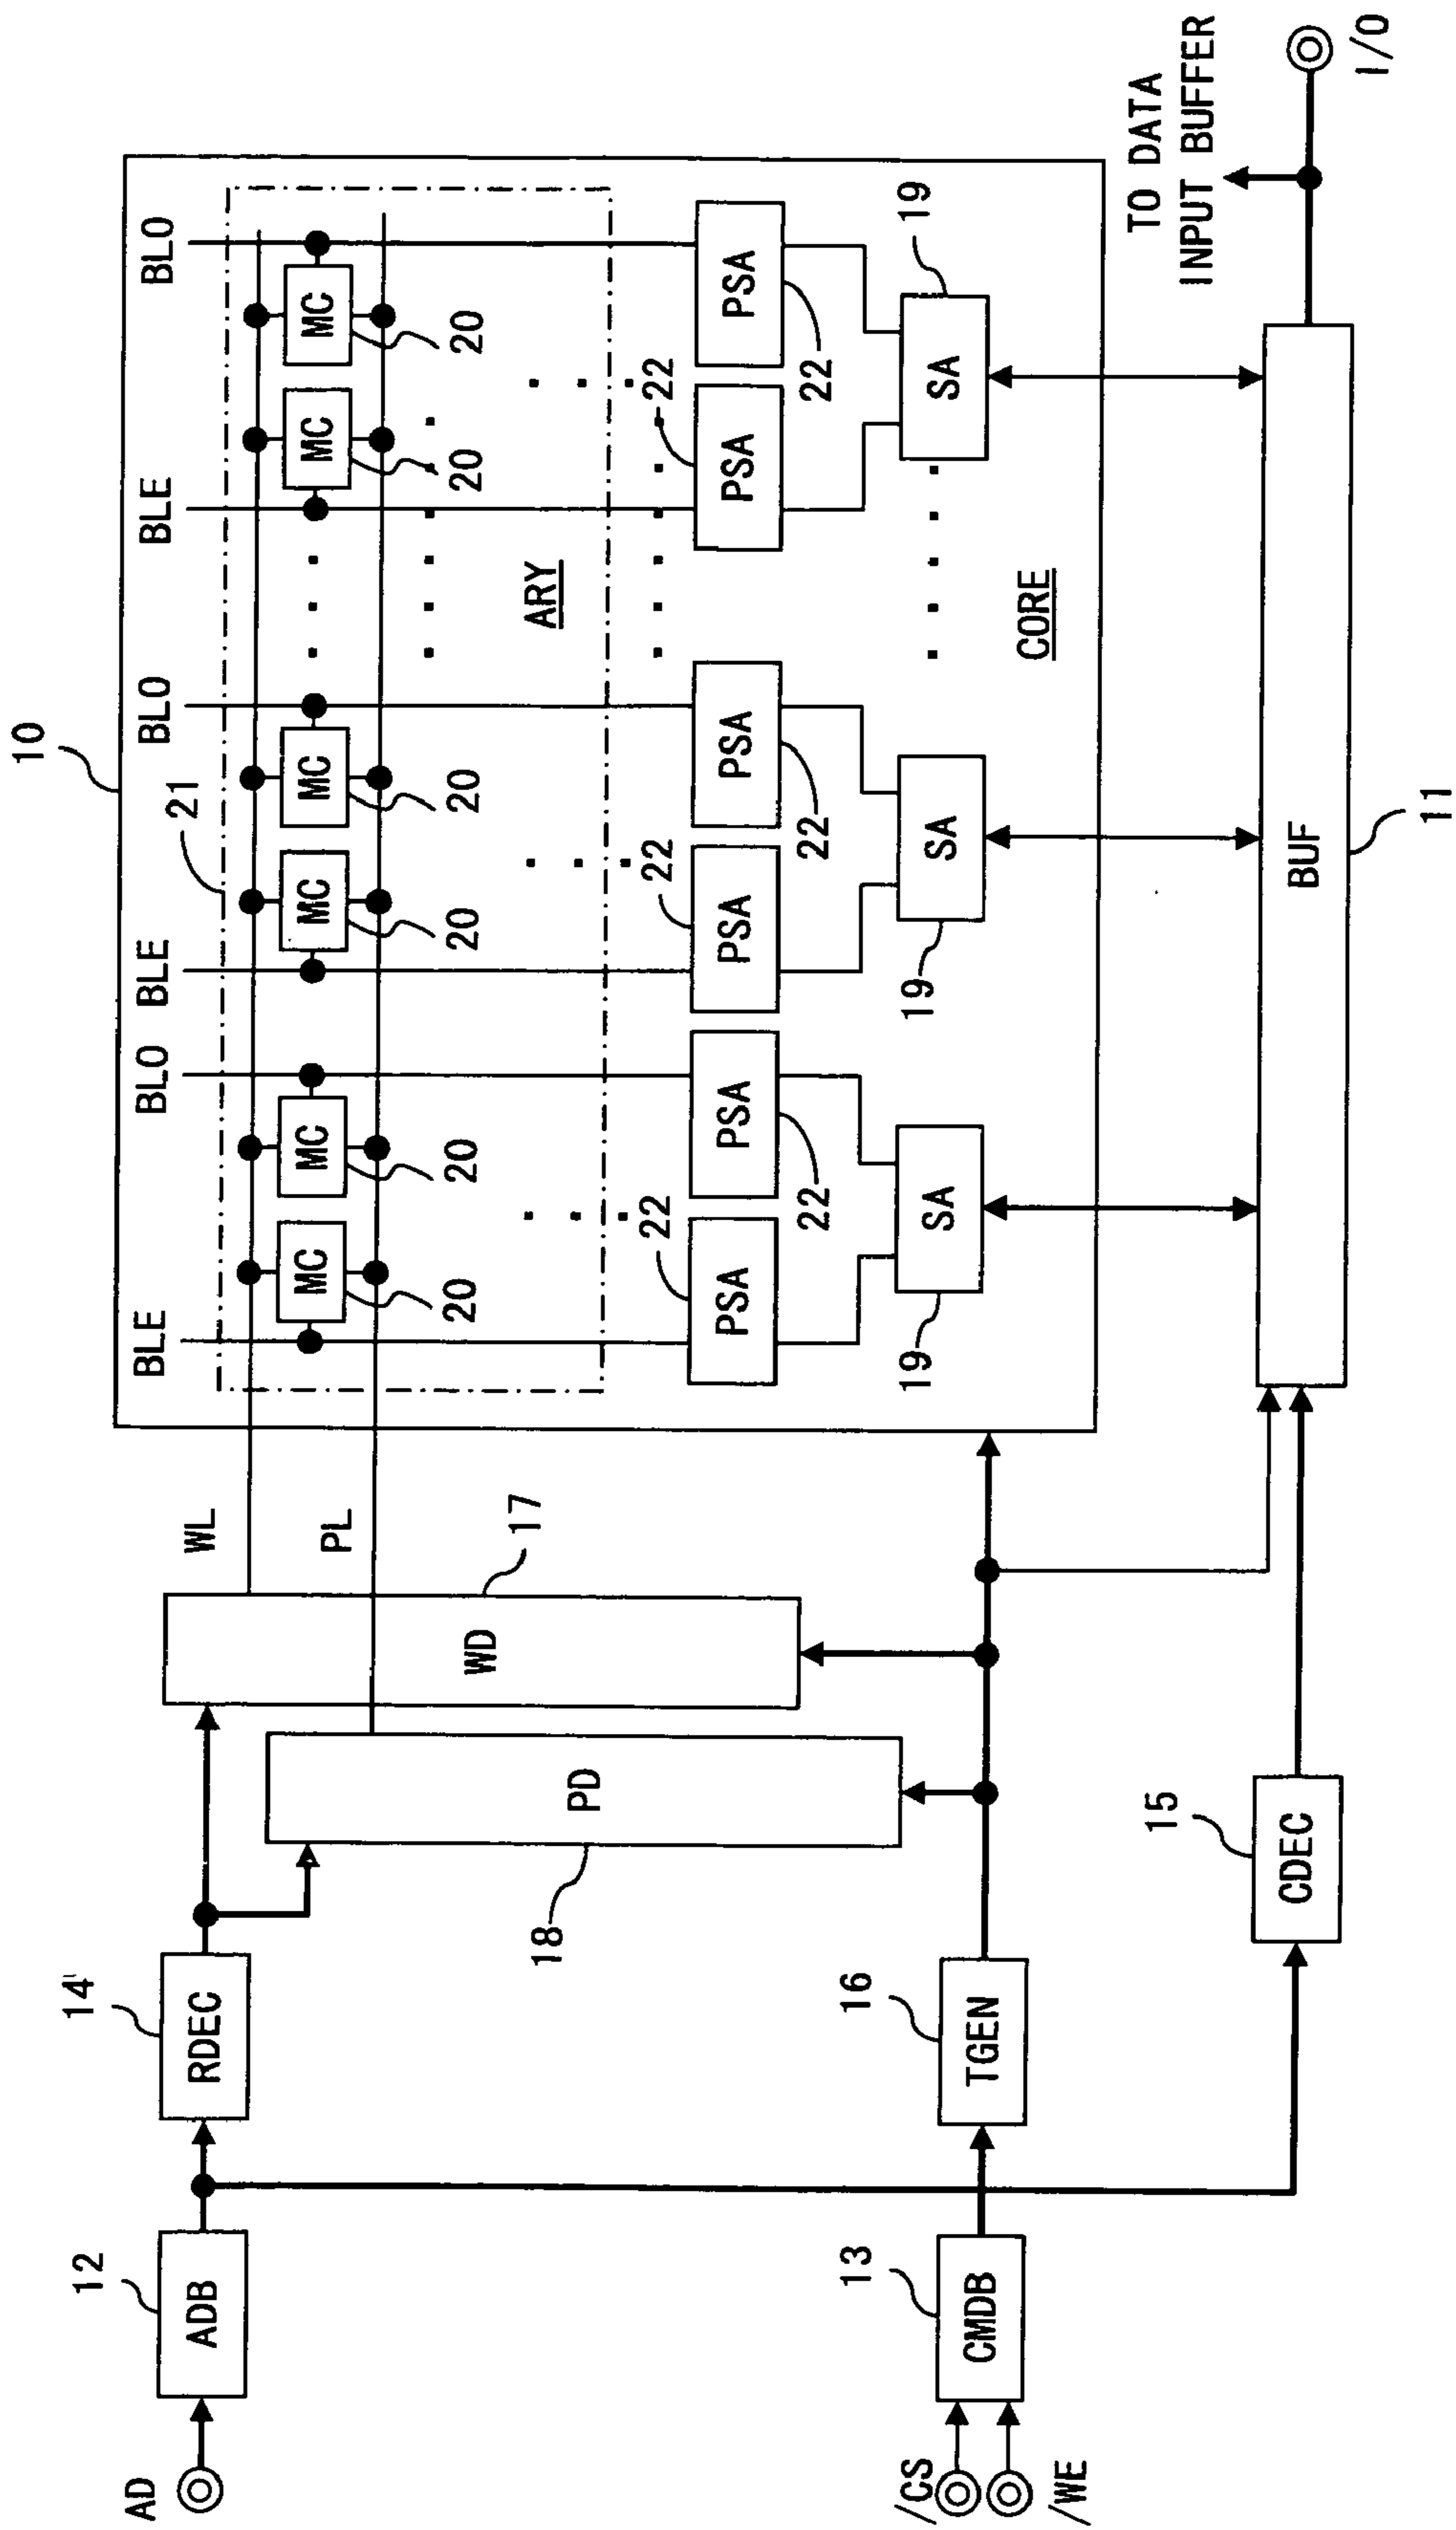 10
BLE
BLO
BLE
BLO
BLE
BLO
21
WL
PL
MC
MC
MC
MC
MC
MC
20
20
20
20
20
20
ARY
22
22
22
22
22
22
PSA
PSA
PSA
PSA
PSA
PSA
SA
SA
SA
19
19
19
CORE
AD
12
ADB
14
RDEC
PD
18
WD
17
/CS
/WE
13
CMDB
16
TGEN
15
CDEC
BUF
11
TO DATA
INPUT BUFFER
I/O